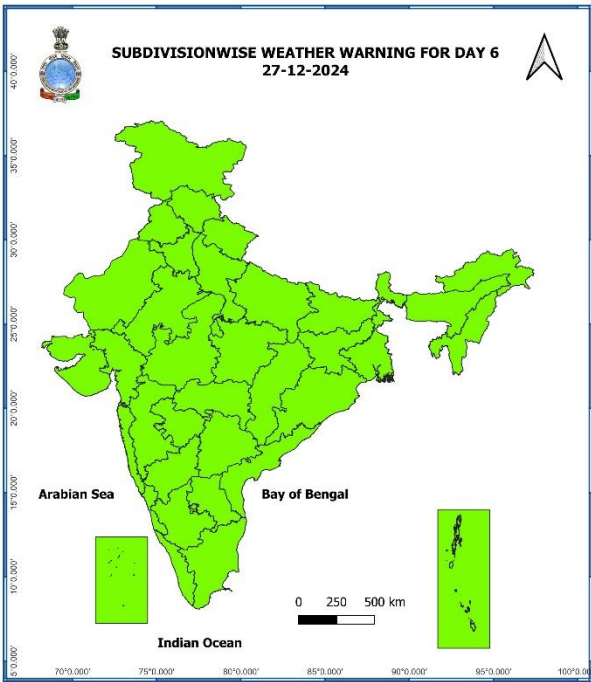 SUBDIVISIONWISE WEATHER WARNING FOR DAY 6
27-12-2024
40°0.000'
35°0.000'
30°0.000'
25°0.000'
20°0.000'
15°0.000'
10°0.000'
5°0.000'
Arabian Sea
Bay of Bengal
0 250 500 km
Indian Ocean
70°0.000' 75°0.000' 80°0.000' 85°0.000' 90°0.000' 95°0.000' 100°0.0